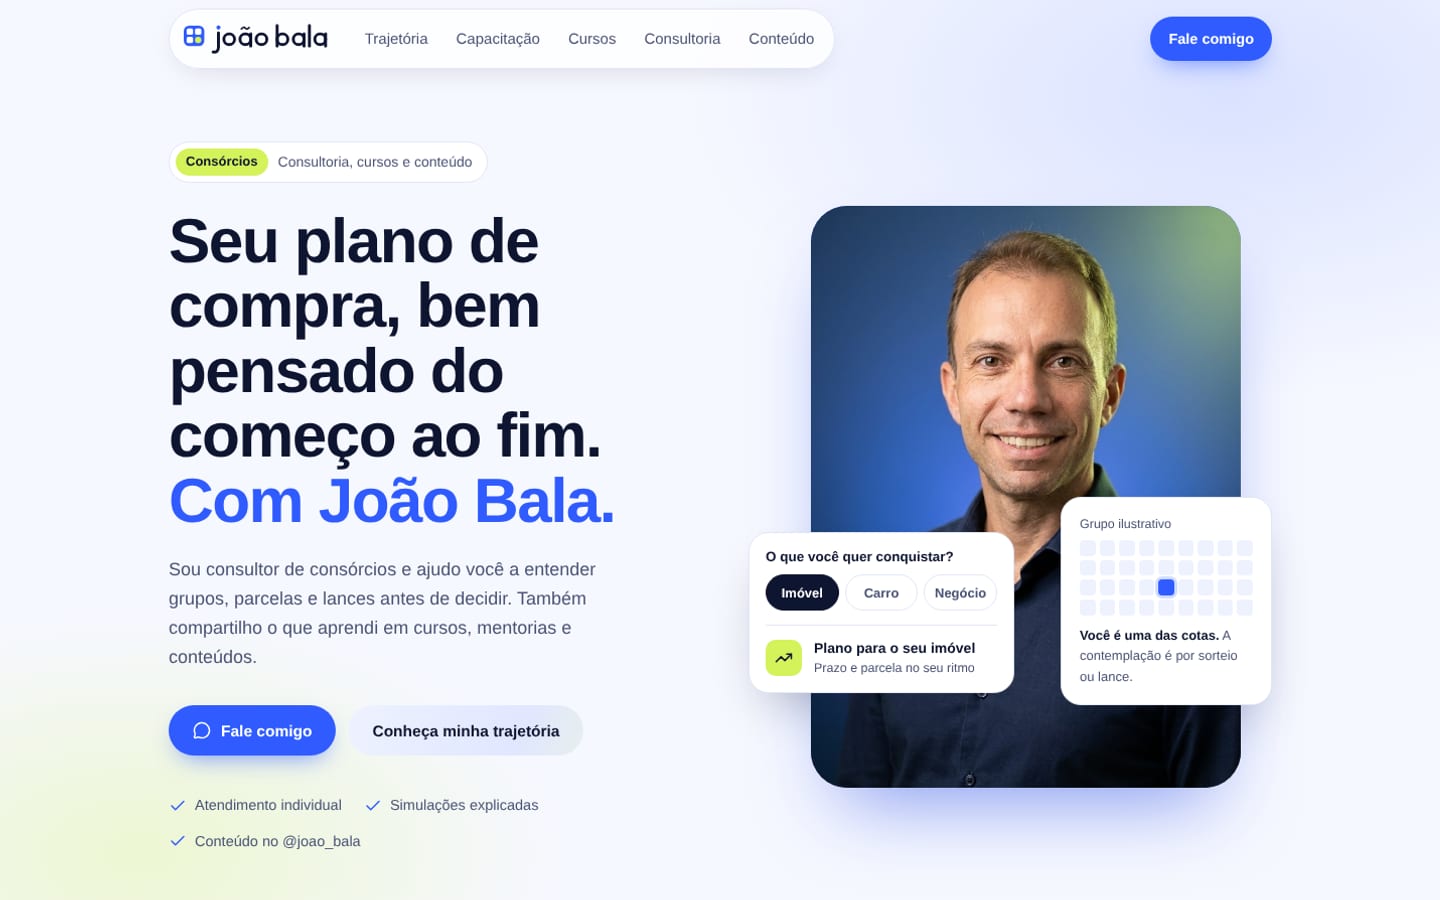 joão bala
Trajetória
Capacitação
Cursos
Consultoria
Conteúdo
Fale comigo
Consórcios
Consultoria, cursos e conteúdo
Seu plano de
compra, bem
pensado do
começo ao fim.
Com João Bala.
Sou consultor de consórcios e ajudo você a entender
grupos, parcelas e lances antes de decidir. Também
compartilho o que aprendi em cursos, mentorias e
conteúdos.
Fale comigo
Conheça minha trajetória
Atendimento individual
Simulações explicadas
Conteúdo no @joao_bala
O que você quer conquistar?
Imóvel
Carro
Negócio
Plano para o seu imóvel
Prazo e parcela no seu ritmo
Grupo ilustrativo
Você é uma das cotas. A
contemplação é por sorteio
ou lance.